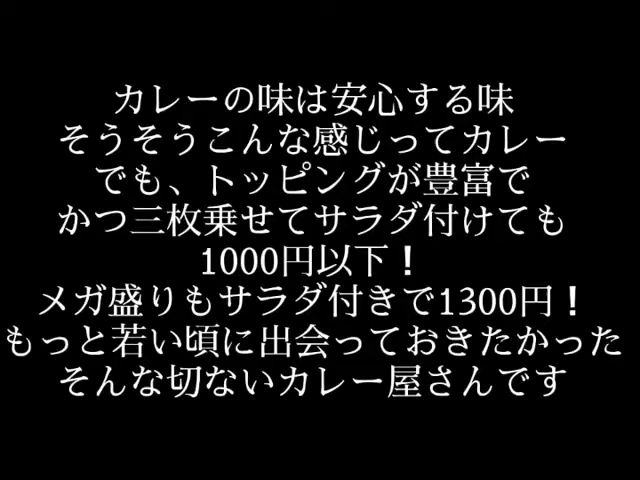 カレーの味は安心する味
そうそうこんな感じってカレー
でも、トッピングが豊富で
かつ三枚乗せてサラダ付けても
1000円以下！
メガ盛りもサラダ付きで1300円！
もっと若い頃に出会っておきたかった
そんな切ないカレー屋さんです